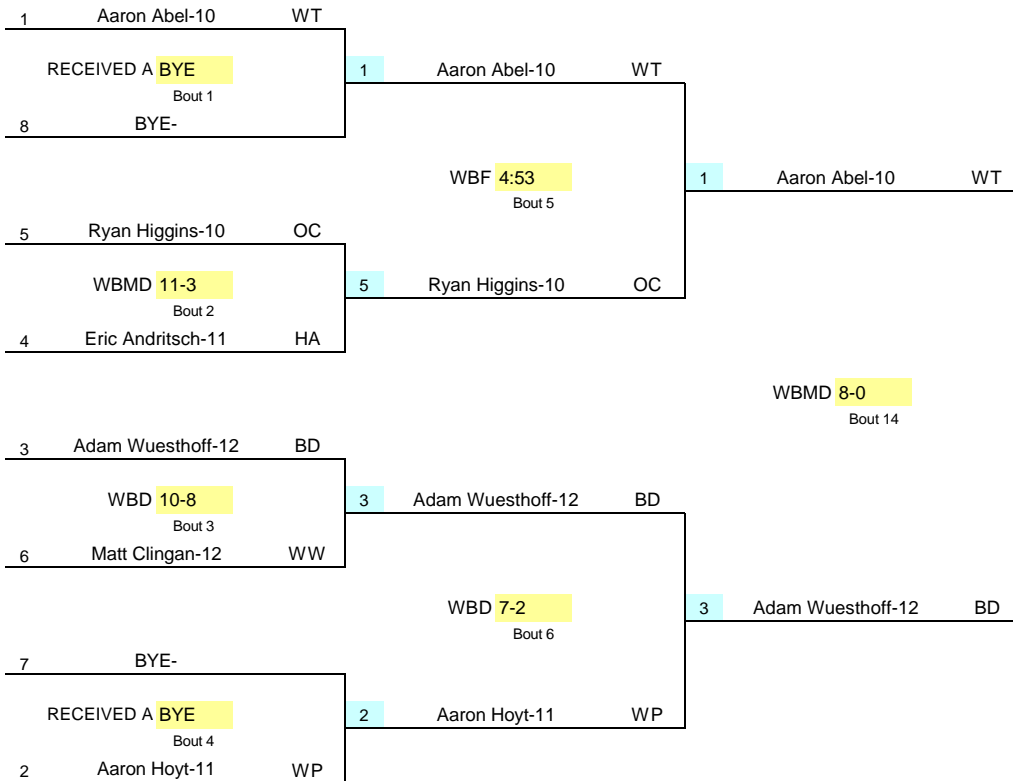 1 Aaron Abel-10 WT
RECEIVED A BYE
Bout 1
8 BYE-
1 Aaron Abel-10 WT
WBF 4:53
Bout 5
1 Aaron Abel-10 WT
5 Ryan Higgins-10 OC
WBMD 11-3
Bout 2
4 Eric Andritsch-11 HA
5 Ryan Higgins-10 OC
WBMD 8-0
Bout 14
3 Adam Wuesthoff-12 BD
WBD 10-8
Bout 3
6 Matt Clingan-12 WW
3 Adam Wuesthoff-12 BD
WBD 7-2
Bout 6
3 Adam Wuesthoff-12 BD
7 BYE-
RECEIVED A BYE
Bout 4
2 Aaron Hoyt-11 WP
2 Aaron Hoyt-11 WP